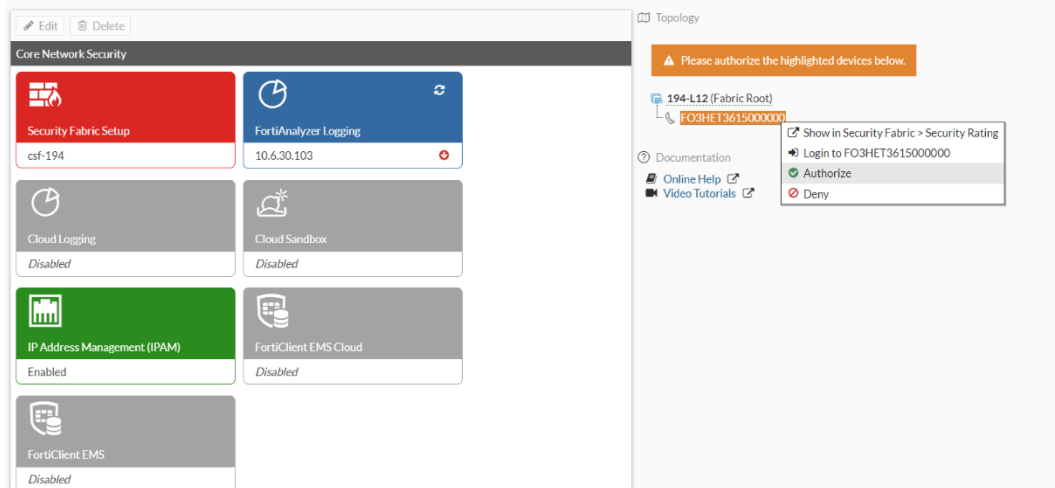 Edit
Delete
Core Network Security
Security Fabric Setup
csf-194
FortiAnalyzer Logging
10.6.30.103
Cloud Logging
Disabled
Cloud Sandbox
Disabled
IP Address Management (IPAM)
Enabled
FortiClient EMS Cloud
Disabled
FortiClient EMS
Disabled
Topology
Please authorize the highlighted devices below.
194-L12 (Fabric Root)
FO3HET3615000000
Show in Security Fabric > Security Rating
Login to FO3HET3615000000
Authorize
Deny
Documentation
Online Help
Video Tutorials